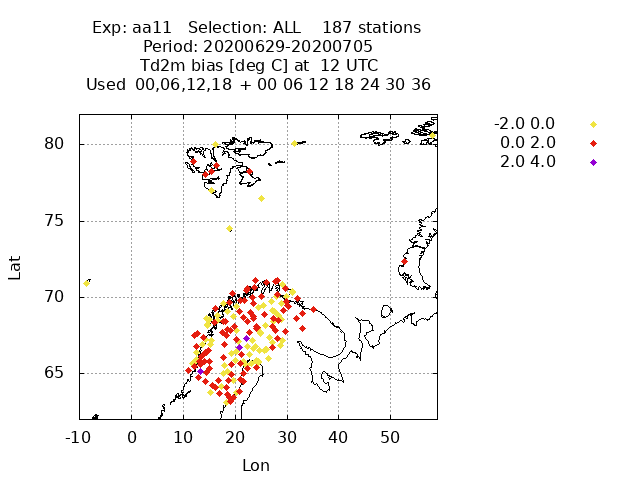 Exp: aa11 Selection: ALL 187 stations
Period: 20200629-20200705
Td2m bias [deg C] at 12 UTC
Used 00,06,12,18 + 00 06 12 18 24 30 36
-2.0 0.0
0.0 2.0
2.0 4.0
80
75
70
65
Lat
-10 0 10 20 30 40 50
Lon